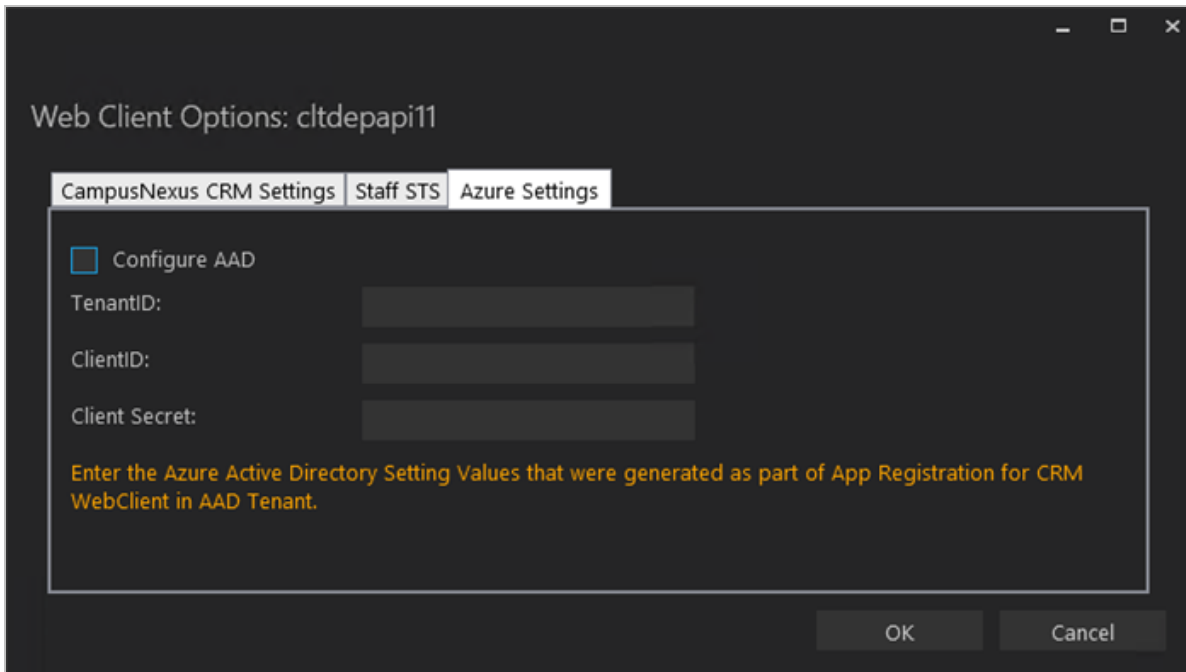 Web Client Options: cltdepapi11
CampusNexus CRM Settings Staff STS Azure Settings
Configure AAD
TenantID:
ClientID:
Client Secret:
Enter the Azure Active Directory Setting Values that were generated as part of App Registration for CRM
WebClient in AAD Tenant.
OK Cancel